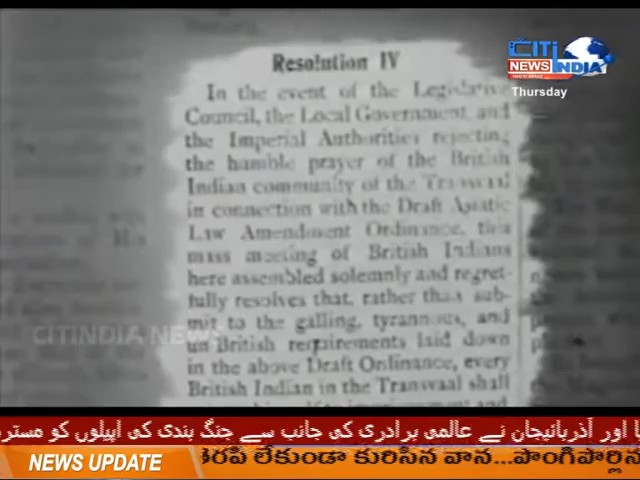 CITI
NEWS INDIA
Thursday
Resolution IV
In the event of the Legislative
Council, the Local Government, and
the Imperial Authorities rejecting
the humble prayer of the British
Indian community of the Transvaal
in connection with the Draft Asiatic
Law Amendment Ordinance, this
mass meeting of British Indians
here assembled solemnly and regret-
fully resolves that, rather than sub-
mit to the galling, tyrannous, and
un-British requirements laid down
in the above Draft Ordinance, every
British Indian in the Transvaal shall
CITINDIA NEWS
اور آذربائیجان نے عالمی برادری کی جانب سے جنگ بندی کی اپیلوں کو مستر
NEWS UPDATE
తెరపి లేకుండా కురిసిన వాన...పొంగిపొర్లిన